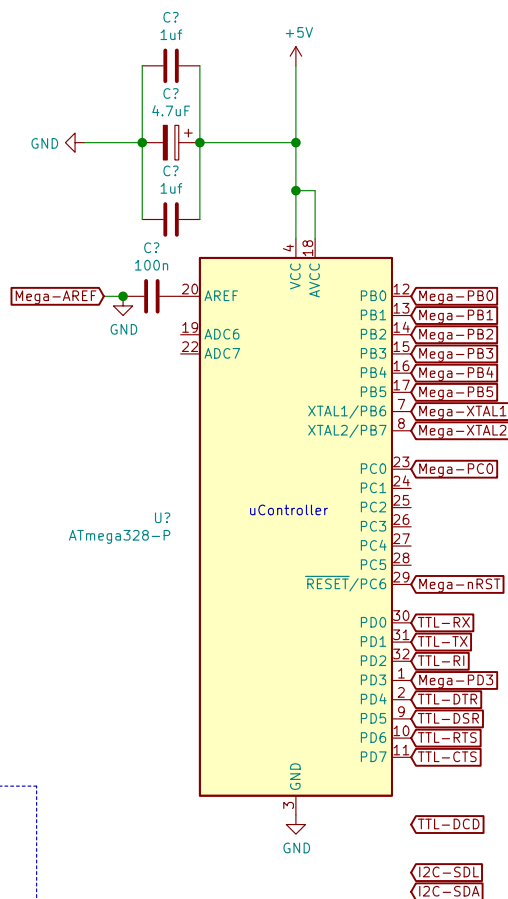 C?
1uf
+5V
C?
4.7uF
GND
+
C?
1uf
C?
100n
4
18
VCC
AVCC
Mega-AREF
20
AREF
PB0
12
Mega-PB0
GND
PB1
13
Mega-PB1
19
ADC6
PB2
14
Mega-PB2
22
ADC7
PB3
15
Mega-PB3
PB4
16
Mega-PB4
PB5
17
Mega-PB5
XTAL1/PB6
7
Mega-XTAL1
XTAL2/PB7
8
Mega-XTAL2
PC0
23
Mega-PC0
PC1
24
uController
PC2
25
U?
PC3
26
ATmega328-P
PC4
27
PC5
28
RESET/PC6
29
Mega-nRST
PD0
30
TTL-RX
PD1
31
TTL-TX
PD2
32
TTL-RI
PD3
1
Mega-PD3
PD4
2
TTL-DTR
PD5
9
TTL-DSR
PD6
10
TTL-RTS
PD7
11
TTL-CTS
GND
3
TTL-DCD
GND
I2C-SDL
I2C-SDA